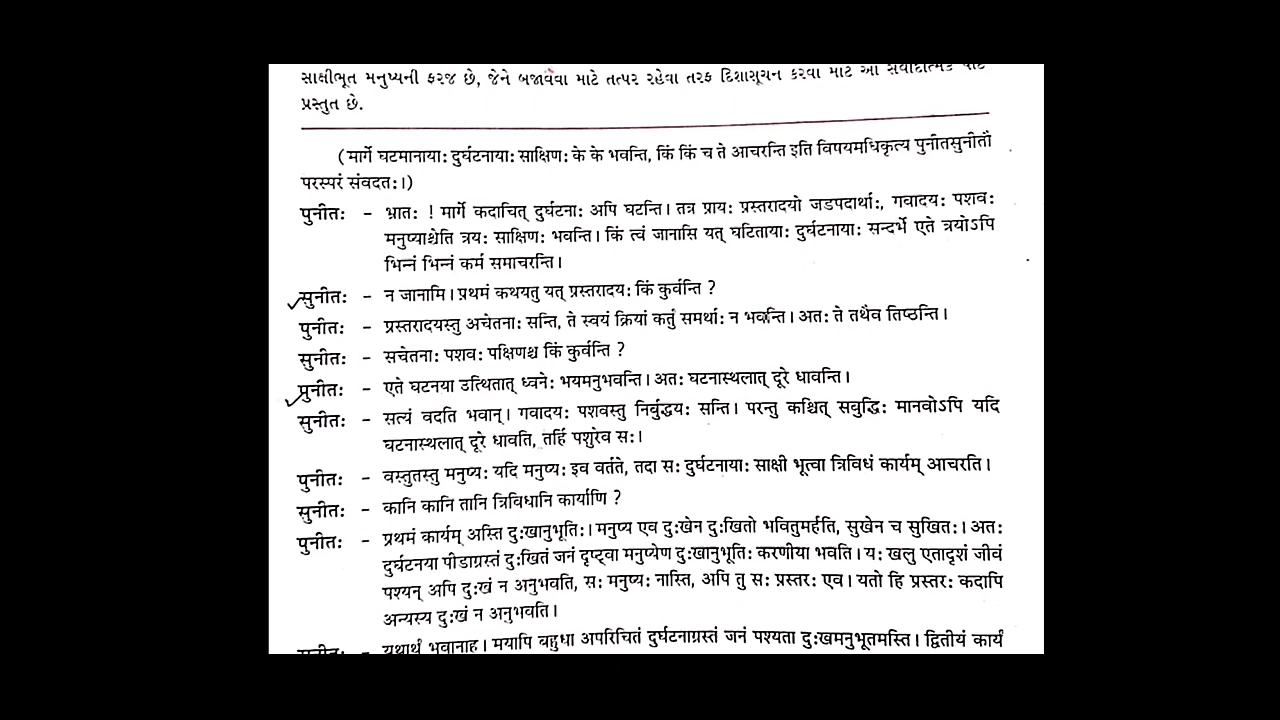 સાક્ષીભૂત મનુષ્યની ફરજ છે, જેને બજાવવા માટે તત્પર રહેવા તરફ દિશાસૂચન કરવા માટે આ સંવાદાત્મક પાઠ
પ્રસ્તુત છે.
(मार्गे घटमानायाः दुर्घटनायाः साक्षिणः के के भवन्ति, किं किं च ते आचरन्ति इति विषयमधिकृत्य पुनीतसुनीतौ
परस्परं संवदतः।)
पुनीतः – भ्रातः ! मार्गे कदाचित् दुर्घटनाः अपि घटन्ति। तत्र प्रायः प्रस्तरादयो जडपदार्थाः, गवादयः पशवः
मनुष्याश्चेति त्रयः साक्षिणः भवन्ति। किं त्वं जानासि यत् घटितायाः दुर्घटनायाः सन्दर्भे एते त्रयोऽपि
भिन्नं भिन्नं कर्म समाचरन्ति।
सुनीतः – न जानामि। प्रथमं कथयतु यत् प्रस्तरादयः किं कुर्वन्ति ?
पुनीतः – प्रस्तरादयस्तु अचेतनाः सन्ति, ते स्वयं क्रियां कर्तुं समर्थाः न भवन्ति। अतः ते तथैव तिष्ठन्ति।
सुनीतः – सचेतनाः पशवः पक्षिणश्च किं कुर्वन्ति ?
पुनीतः – एते घटनया उत्थितात् ध्वनेः भयमनुभवन्ति। अतः घटनास्थलात् दूरे धावन्ति।
सुनीतः – सत्यं वदति भवान्। गवादयः पशवस्तु निर्बुद्धयः सन्ति। परन्तु कश्चित् सबुद्धिः मानवोऽपि यदि
घटनास्थलात् दूरे धावति, तर्हि पशुरेव सः।
पुनीतः – वस्तुतस्तु मनुष्यः यदि मनुष्यः इव वर्तते, तदा सः दुर्घटनायाः साक्षी भूत्वा त्रिविधं कार्यम् आचरति।
सुनीतः – कानि कानि तानि त्रिविधानि कार्याणि ?
पुनीतः – प्रथमं कार्यम् अस्ति दुःखानुभूतिः। मनुष्य एव दुःखेन दुःखितो भवितुमर्हति, सुखेन च सुखितः। अतः
दुर्घटनया पीडाग्रस्तं दुःखितं जनं दृष्ट्वा मनुष्येण दुःखानुभूतिः करणीया भवति। यः खलु एतादृशं जीवं
पश्यन् अपि दुःखं न अनुभवति, सः मनुष्यः नास्ति, अपि तु सः प्रस्तरः एव। यतो हि प्रस्तरः कदापि
अन्यस्य दुःखं न अनुभवति।
सुनीतः – यथार्थं भवानाह। मयापि बहुधा अपरिचितं दुर्घटनाग्रस्तं जनं पश्यता दुःखमनुभूतमस्ति। द्वितीयं कार्यं